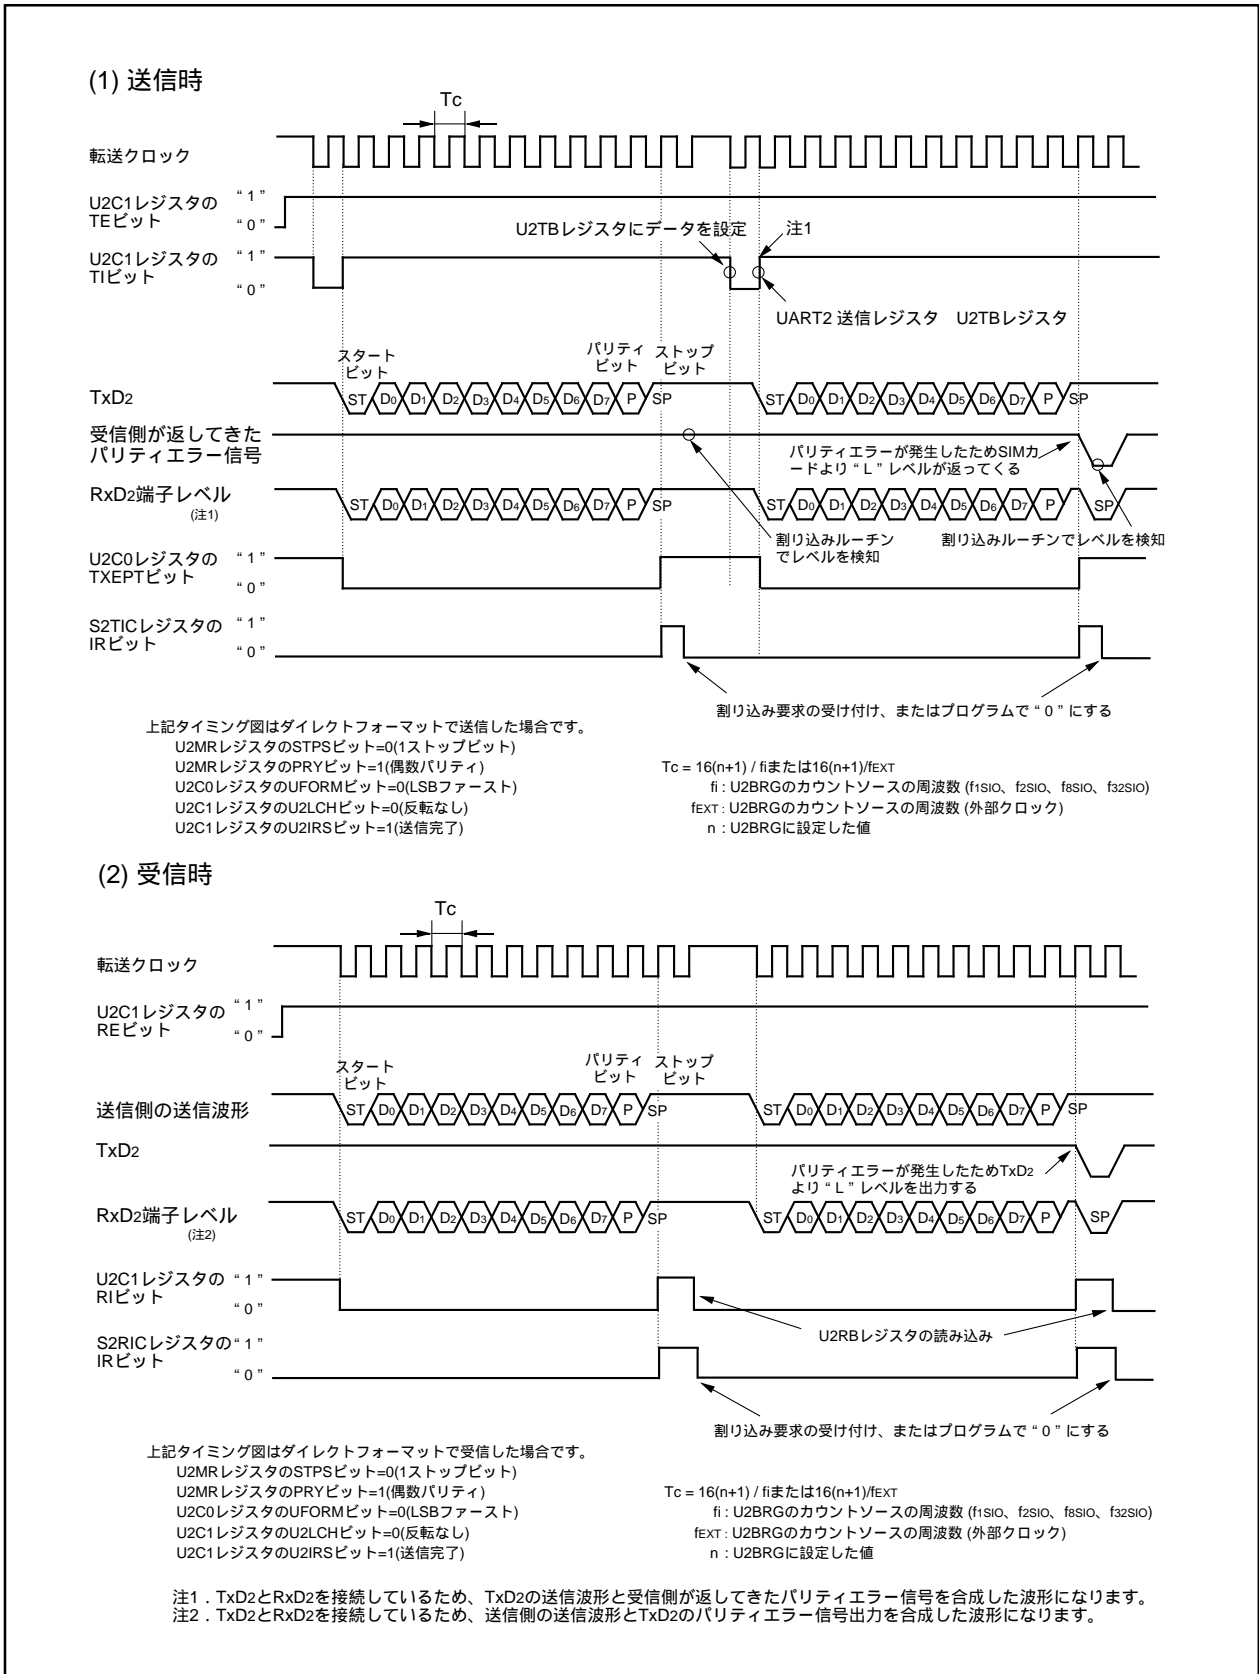 (1) 送信時
Tc
転送クロック
U2C1レジスタの
TEビット
“ 1 ”
“ 0 ”
U2TBレジスタにデータを設定
注1
U2C1レジスタの
TIビット
“ 1 ”
“ 0 ”
UART2 送信レジスタ　U2TBレジスタ
スタート
ビット
パリティ
ビット
ストップ
ビット
TxD2
ST D0 D1 D2 D3 D4 D5 D6 D7 P SP
ST D0 D1 D2 D3 D4 D5 D6 D7 P SP
受信側が返してきた
パリティエラー信号
パリティエラーが発生したためSIMカ
ードより“ L ”レベルが返ってくる
RxD2端子レベル
(注1)
ST D0 D1 D2 D3 D4 D5 D6 D7 P SP
ST D0 D1 D2 D3 D4 D5 D6 D7 P SP
割り込みルーチン
でレベルを検知
割り込みルーチンでレベルを検知
U2C0レジスタの
TXEPTビット
“ 1 ”
“ 0 ”
S2TICレジスタの
IRビット
“ 1 ”
“ 0 ”
割り込み要求の受け付け、またはプログラムで“ 0 ”にする
上記タイミング図はダイレクトフォーマットで送信した場合です。
U2MRレジスタのSTPSビット=0(1ストップビット)
U2MRレジスタのPRYビット=1(偶数パリティ)
U2C0レジスタのUFORMビット=0(LSBファースト)
U2C1レジスタのU2LCHビット=0(反転なし)
U2C1レジスタのU2IRSビット=1(送信完了)
Tc = 16(n+1) / fiまたは16(n+1)/fEXT
fi : U2BRGのカウントソースの周波数 (f1SIO、f2SIO、f8SIO、f32SIO)
fEXT : U2BRGのカウントソースの周波数 (外部クロック)
n : U2BRGに設定した値
(2) 受信時
Tc
転送クロック
U2C1レジスタの
REビット
“ 1 ”
“ 0 ”
スタート
ビット
パリティ
ビット
ストップ
ビット
送信側の送信波形
ST D0 D1 D2 D3 D4 D5 D6 D7 P SP
ST D0 D1 D2 D3 D4 D5 D6 D7 P SP
TxD2
パリティエラーが発生したためTxD2
より“ L ”レベルを出力する
RxD2端子レベル
(注2)
ST D0 D1 D2 D3 D4 D5 D6 D7 P SP
ST D0 D1 D2 D3 D4 D5 D6 D7 P SP
U2C1レジスタの
RIビット
“ 1 ”
“ 0 ”
U2RBレジスタの読み込み
S2RICレジスタの
IRビット
“ 1 ”
“ 0 ”
割り込み要求の受け付け、またはプログラムで“ 0 ”にする
上記タイミング図はダイレクトフォーマットで受信した場合です。
U2MRレジスタのSTPSビット=0(1ストップビット)
U2MRレジスタのPRYビット=1(偶数パリティ)
U2C0レジスタのUFORMビット=0(LSBファースト)
U2C1レジスタのU2LCHビット=0(反転なし)
U2C1レジスタのU2IRSビット=1(送信完了)
Tc = 16(n+1) / fiまたは16(n+1)/fEXT
fi : U2BRGのカウントソースの周波数 (f1SIO、f2SIO、f8SIO、f32SIO)
fEXT : U2BRGのカウントソースの周波数 (外部クロック)
n : U2BRGに設定した値
注1．TxD2とRxD2を接続しているため、TxD2の送信波形と受信側が返してきたパリティエラー信号を合成した波形になります。
注2．TxD2とRxD2を接続しているため、送信側の送信波形とTxD2のパリティエラー信号出力を合成した波形になります。